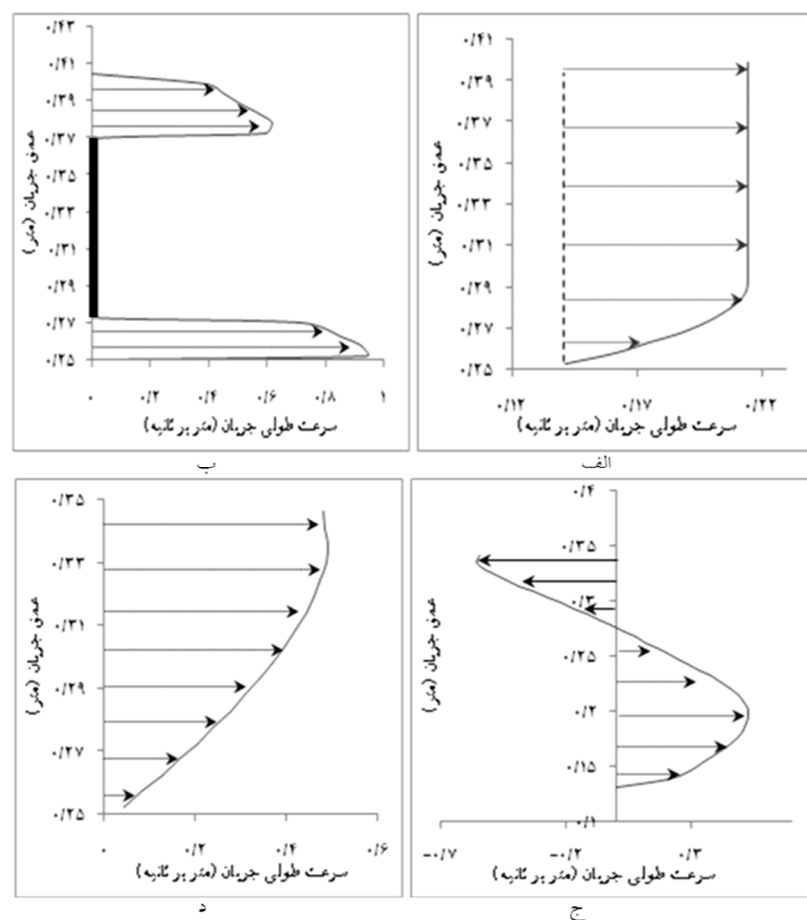 ۰/۴۳
۰/۴۱
۰/۳۹
۰/۳۷
۰/۳۵
۰/۳۳
۰/۳۱
۰/۲۹
۰/۲۷
۰/۲۵
عمق جریان (متر)
۰ ۰/۲ ۰/۴ ۰/۶ ۰/۸ ۱
سرعت طولی جریان (متر بر ثانیه)
ب
۰/۴۱
۰/۳۹
۰/۳۷
۰/۳۵
۰/۳۳
۰/۳۱
۰/۲۹
۰/۲۷
۰/۲۵
عمق جریان (متر)
۰/۱۲ ۰/۱۷ ۰/۲۲
سرعت طولی جریان (متر بر ثانیه)
الف
۰/۳۵
۰/۳۳
۰/۳۱
۰/۲۹
۰/۲۷
۰/۲۵
عمق جریان (متر)
۰ ۰/۲ ۰/۴ ۰/۶
سرعت طولی جریان (متر بر ثانیه)
د
۰/۴
۰/۳۵
۰/۳
۰/۲۵
۰/۲
۰/۱۵
۰/۱
عمق جریان (متر)
-۰/۷ -۰/۲ ۰/۳
سرعت طولی جریان (متر بر ثانیه)
ج